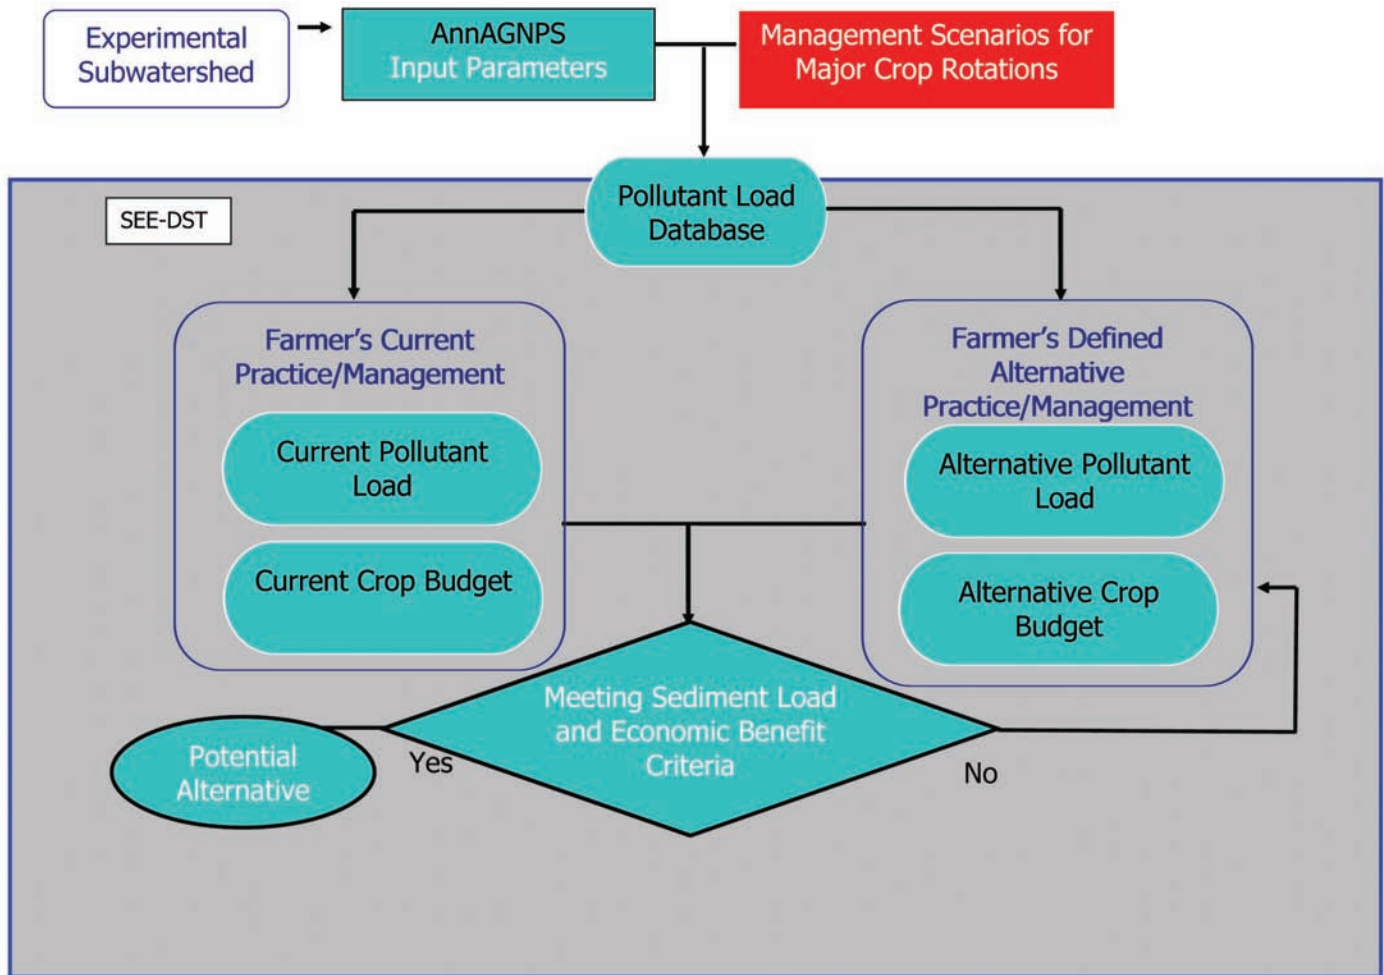 Experimental
Subwatershed
AnnAGNPS
Input Parameters
Management Scenarios for
Major Crop Rotations
Pollutant Load
Database
SEE-DST
Farmer's Current
Practice/Management
Current Pollutant
Load
Current Crop Budget
Farmer's Defined
Alternative
Practice/Management
Alternative Pollutant
Load
Alternative Crop
Budget
Meeting Sediment Load
and Economic Benefit
Criteria
Yes
No
Potential
Alternative